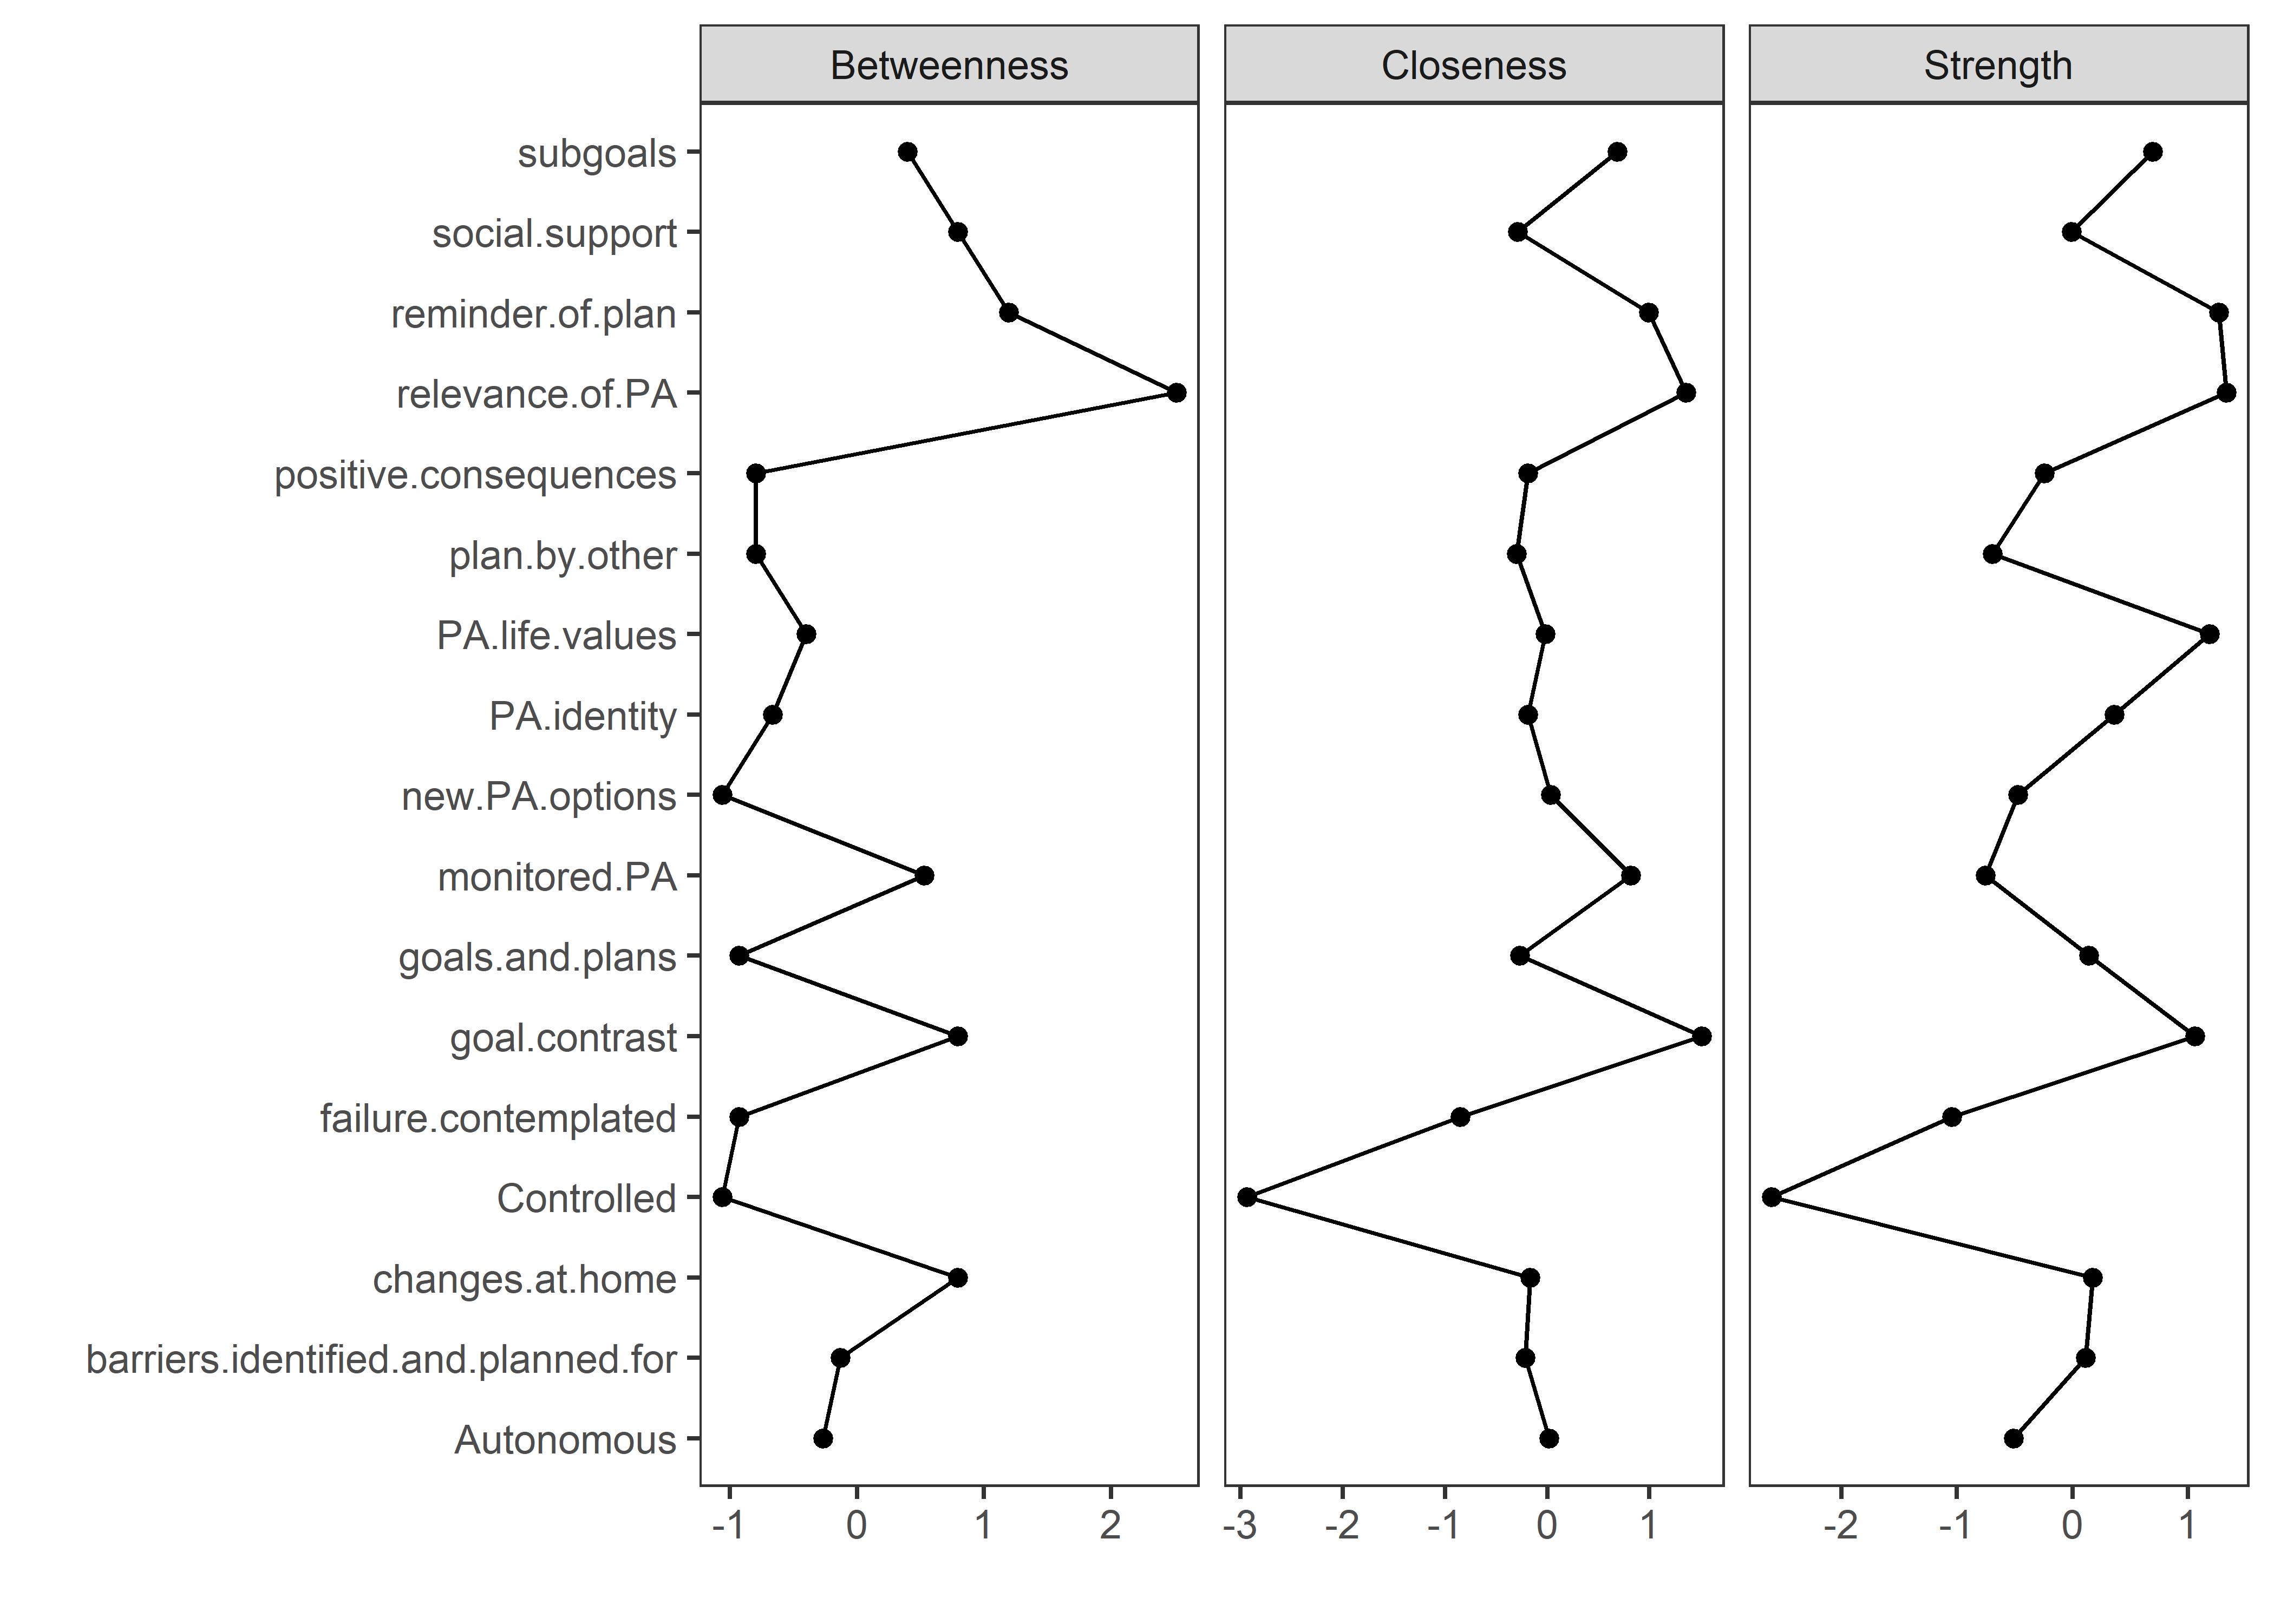 Betweenness Closeness Strength
subgoals
social.support
reminder.of.plan
relevance.of.PA
positive.consequences
plan.by.other
PA.life.values
PA.identity
new.PA.options
monitored.PA
goals.and.plans
goal.contrast
failure.contemplated
Controlled
changes.at.home
barriers.identified.and.planned.for
Autonomous
-1 0 1 2 -3 -2 -1 0 1 -2 -1 0 1